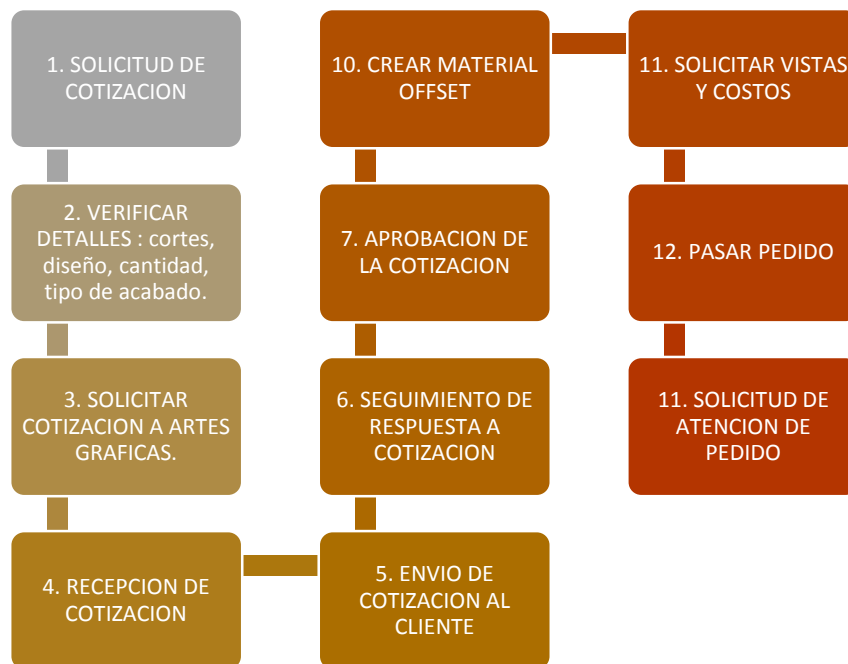 1. SOLICITUD DE
COTIZACION
2. VERIFICAR
DETALLES : cortes,
diseño, cantidad,
tipo de acabado.
3. SOLICITAR
COTIZACION A ARTES
GRAFICAS.
4. RECEPCION DE
COTIZACION
5. ENVIO DE
COTIZACION AL
CLIENTE
6. SEGUIMIENTO DE
RESPUESTA A
COTIZACION
7. APROBACION DE
LA COTIZACION
10. CREAR MATERIAL
OFFSET
11. SOLICITAR VISTAS
Y COSTOS
12. PASAR PEDIDO
11. SOLICITUD DE
ATENCION DE
PEDIDO